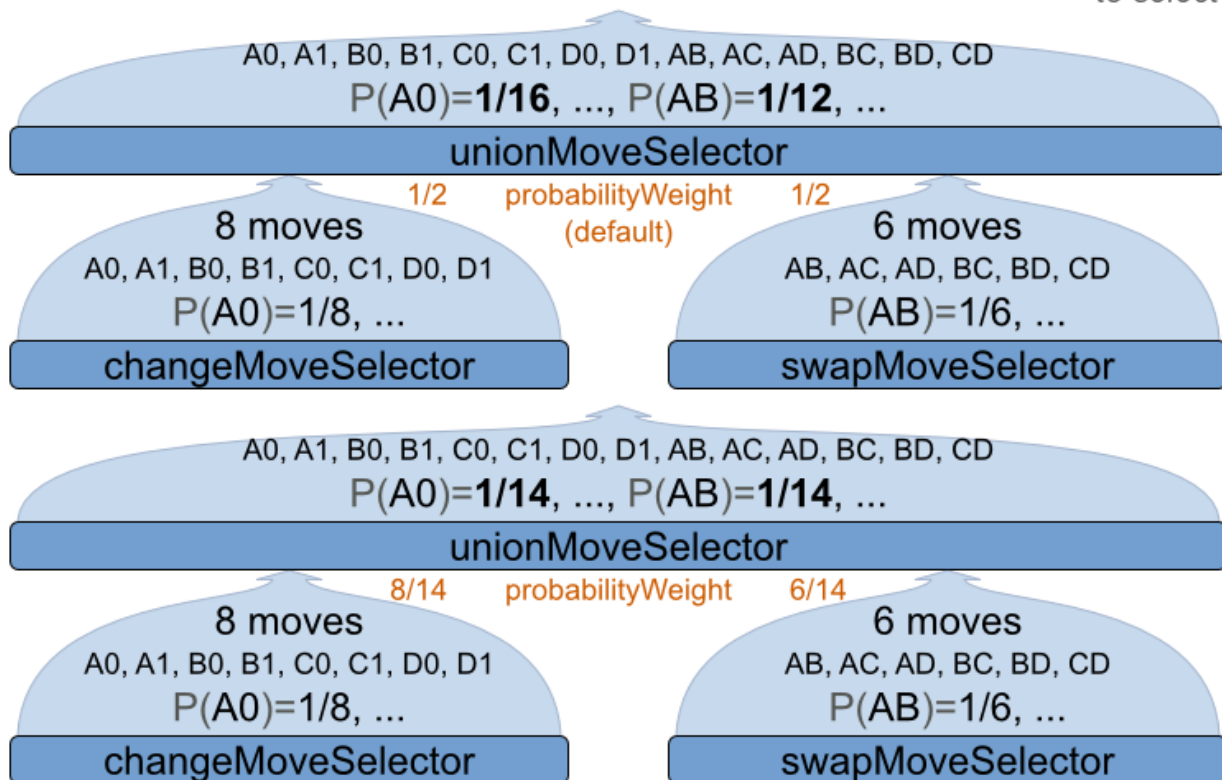 to select
A0, A1, B0, B1, C0, C1, D0, D1, AB, AC, AD, BC, BD, CD
P(A0)=1/16, ..., P(AB)=1/12, ...
unionMoveSelector
1/2 probabilityWeight 1/2
(default)
8 moves
A0, A1, B0, B1, C0, C1, D0, D1
P(A0)=1/8, ...
changeMoveSelector
6 moves
AB, AC, AD, BC, BD, CD
P(AB)=1/6, ...
swapMoveSelector
A0, A1, B0, B1, C0, C1, D0, D1, AB, AC, AD, BC, BD, CD
P(A0)=1/14, ..., P(AB)=1/14, ...
unionMoveSelector
8/14 probabilityWeight 6/14
8 moves
A0, A1, B0, B1, C0, C1, D0, D1
P(A0)=1/8, ...
changeMoveSelector
6 moves
AB, AC, AD, BC, BD, CD
P(AB)=1/6, ...
swapMoveSelector